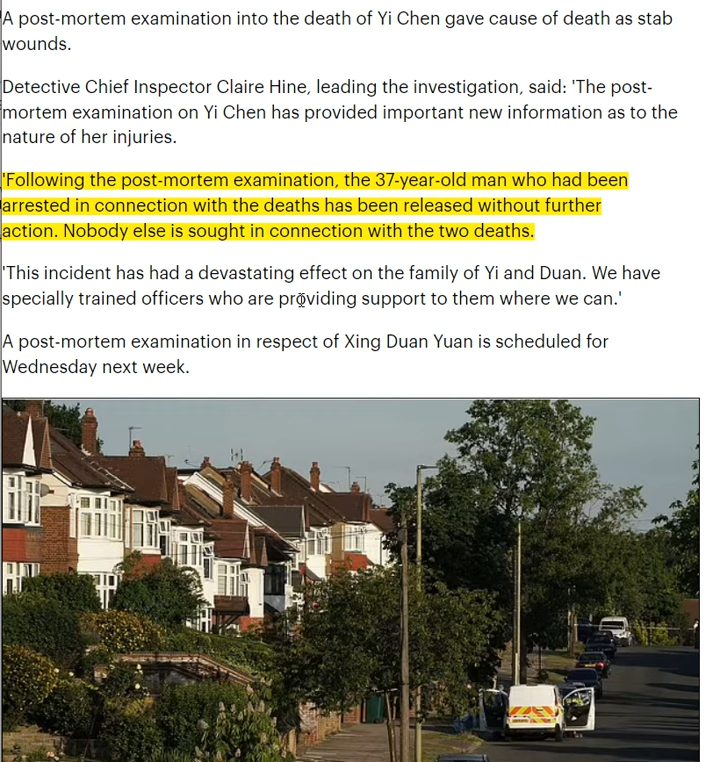 A post-mortem examination into the death of Yi Chen gave cause of death as stab
wounds.
Detective Chief Inspector Claire Hine, leading the investigation, said: 'The post-
mortem examination on Yi Chen has provided important new information as to the
nature of her injuries.
'Following the post-mortem examination, the 37-year-old man who had been
arrested in connection with the deaths has been released without further
action. Nobody else is sought in connection with the two deaths.
'This incident has had a devastating effect on the family of Yi and Duan. We have
specially trained officers who are providing support to them where we can.'
A post-mortem examination in respect of Xing Duan Yuan is scheduled for
Wednesday next week.